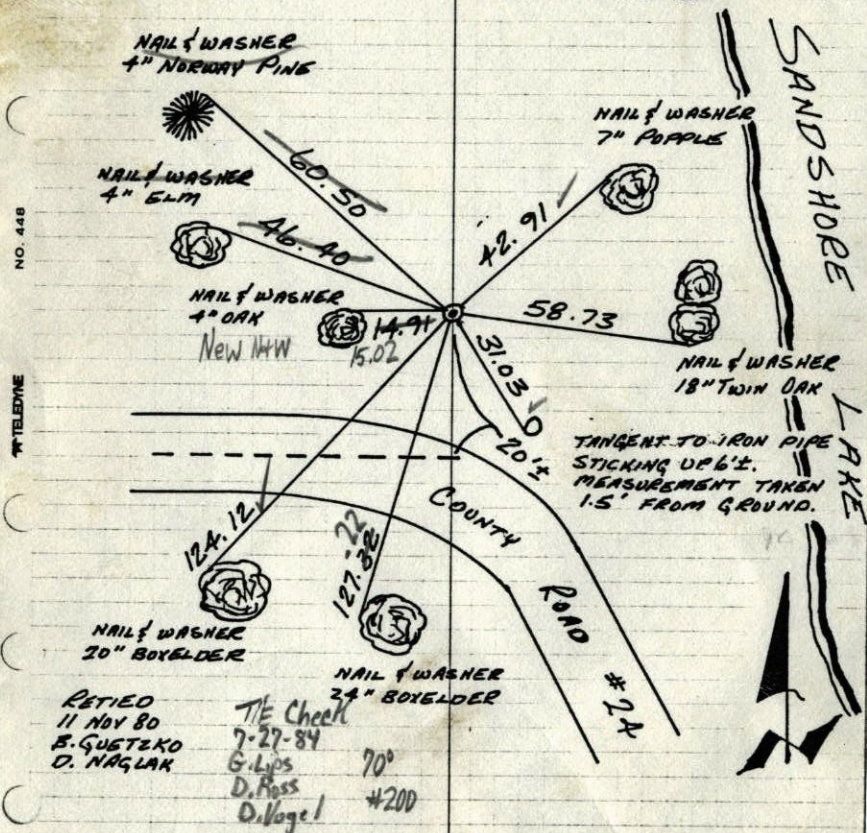 NAIL & WASHER
4" NORWAY PINE
60.50
NAIL & WASHER
4" ELM
46.40
NAIL & WASHER
4" OAK
New N+W
14.91
15.02
NAIL & WASHER
7" POPPLE
42.91
58.73
NAIL & WASHER
18" TWIN OAK
31.03
20'±
TANGENT TO IRON PIPE
STICKING UP 6'±.
MEASUREMENT TAKEN
1.5' FROM GROUND.
SANDSHORE LAKE
COUNTY ROAD #24
124.12
NAIL & WASHER
20" BOXELDER
.22
127.32
NAIL & WASHER
24" BOXELDER
RETIED
11 NOV 80
B. GUETZKO
D. NAGLAK
TIE Check
7-27-84
G. Lips
D. Ross
D. Vogel
70°
#200
NO. 448
TELEDYNE